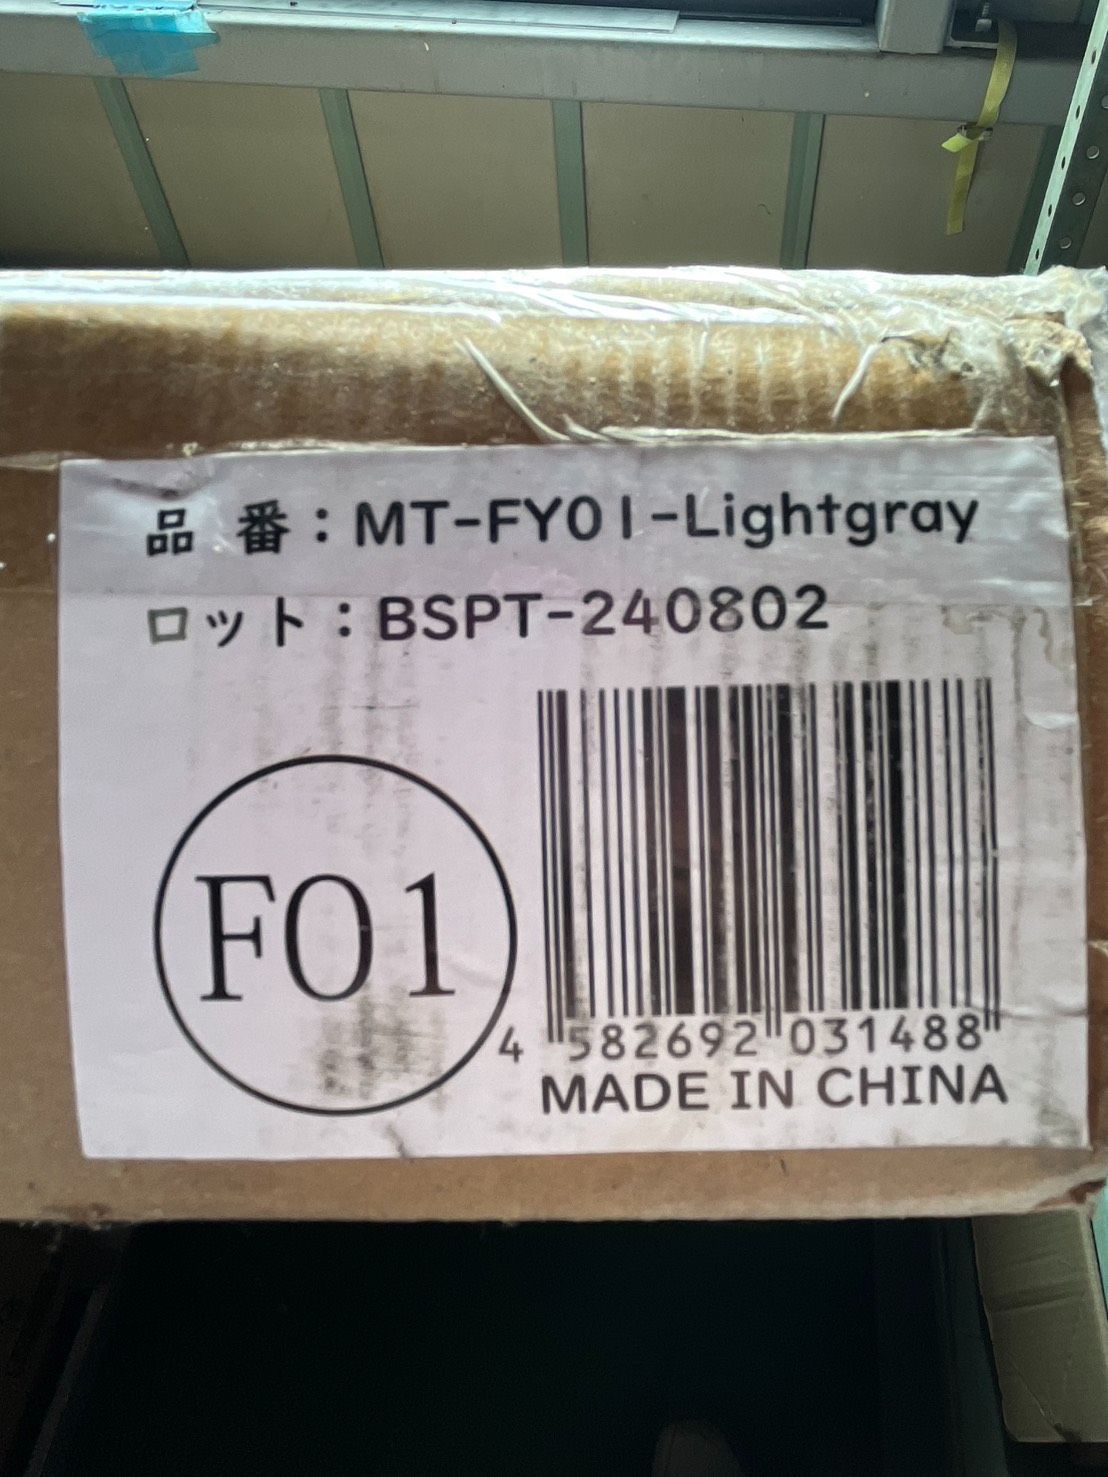 品 番：MT-FY01-Lightgray
ロット：BSPT-240802
F01
4 582692 031488
MADE IN CHINA